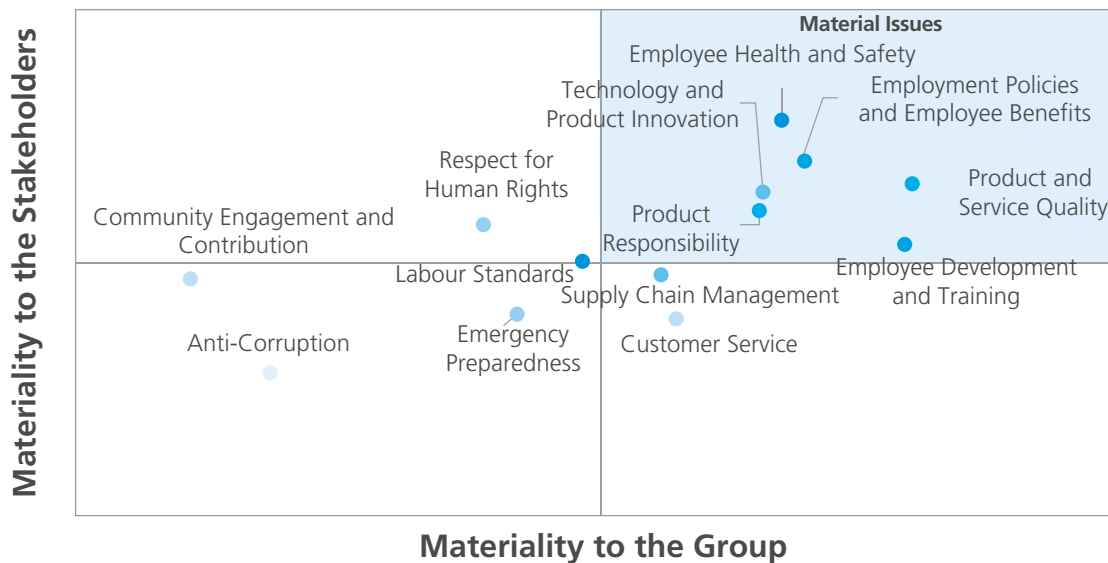 Material Issues
Employee Health and Safety
Technology and
Product Innovation
Employment Policies
and Employee Benefits
Respect for
Human Rights
Product and
Service Quality
Community Engagement and
Contribution
Product
Responsibility
Labour Standards
Supply Chain Management
Employee Development
and Training
Anti-Corruption
Emergency
Preparedness
Customer Service
Materiality to the Stakeholders
Materiality to the Group